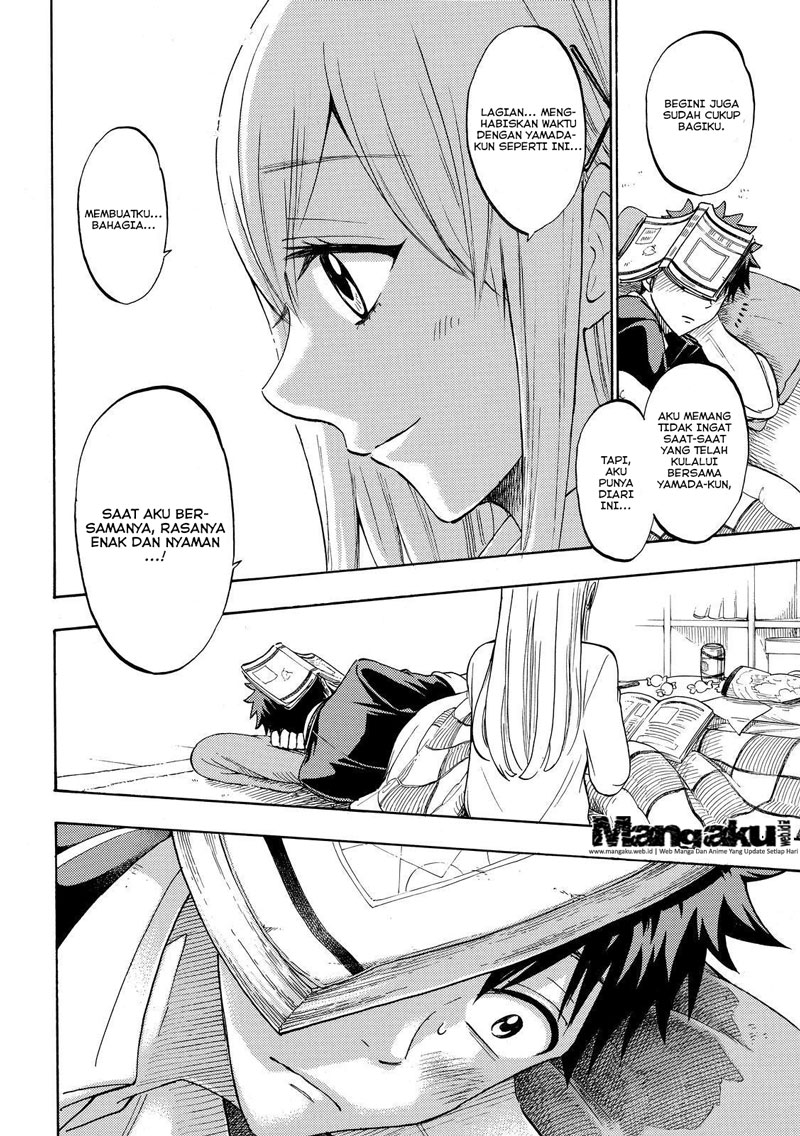 BEGINI JUGA
SUDAH CUKUP
BAGIKU.
AKU MEMANG
TIDAK INGAT
SAAT-SAAT
YANG TELAH
KULALUI
BERSAMA
YAMADA-KUN,
TAPI,
AKU
PUNYA
DIARI
INI...
LAGIAN... MENG-
HABISKAN WAKTU
DENGAN YAMADA-
KUN SEPERTI INI...
MEMBUATKU...
BAHAGIA...
SAAT AKU BER-
SAMANYA, RASANYA
ENAK DAN NYAMAN
...!
Mangaku
www.mangaku.web.id | Web Manga Dan Anime Yang Update Setiap Hari